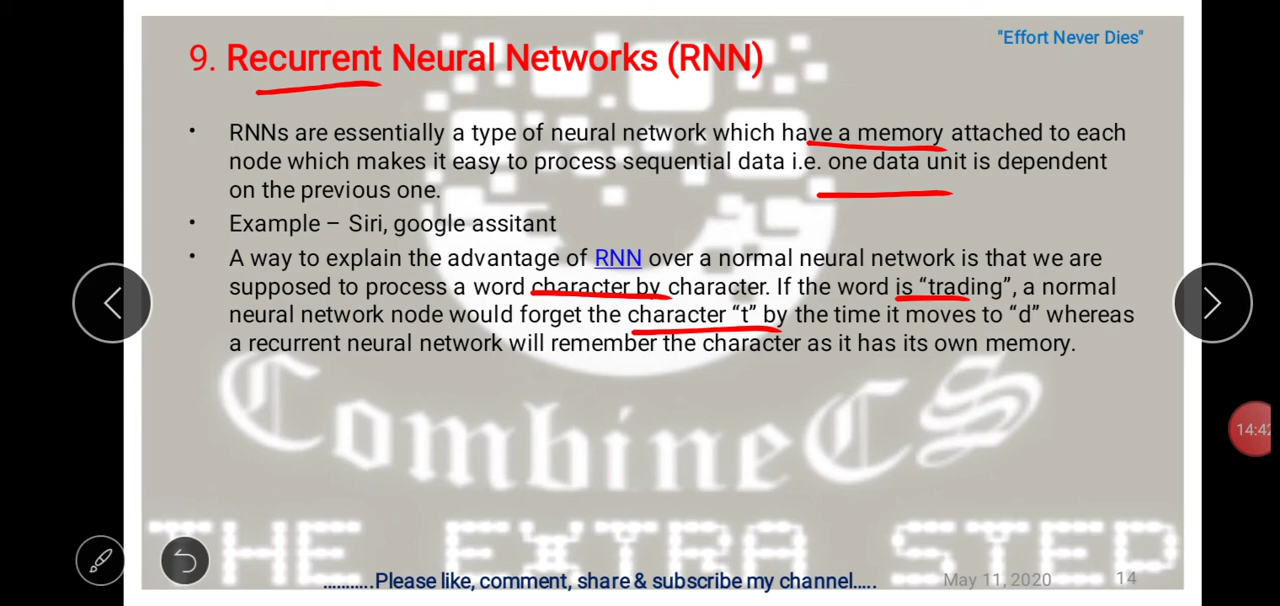 "Effort Never Dies"
9. Recurrent Neural Networks (RNN)
• RNNs are essentially a type of neural network which have a memory attached to each
node which makes it easy to process sequential data i.e. one data unit is dependent
on the previous one.
• Example – Siri, google assitant
• A way to explain the advantage of RNN over a normal neural network is that we are
supposed to process a word character by character. If the word is “trading”, a normal
neural network node would forget the character “t” by the time it moves to “d” whereas
a recurrent neural network will remember the character as it has its own memory.
14:42
CombineCS
THE EXTRA STEP
...........Please like, comment, share & subscribe my channel.....
May 11, 2020
14